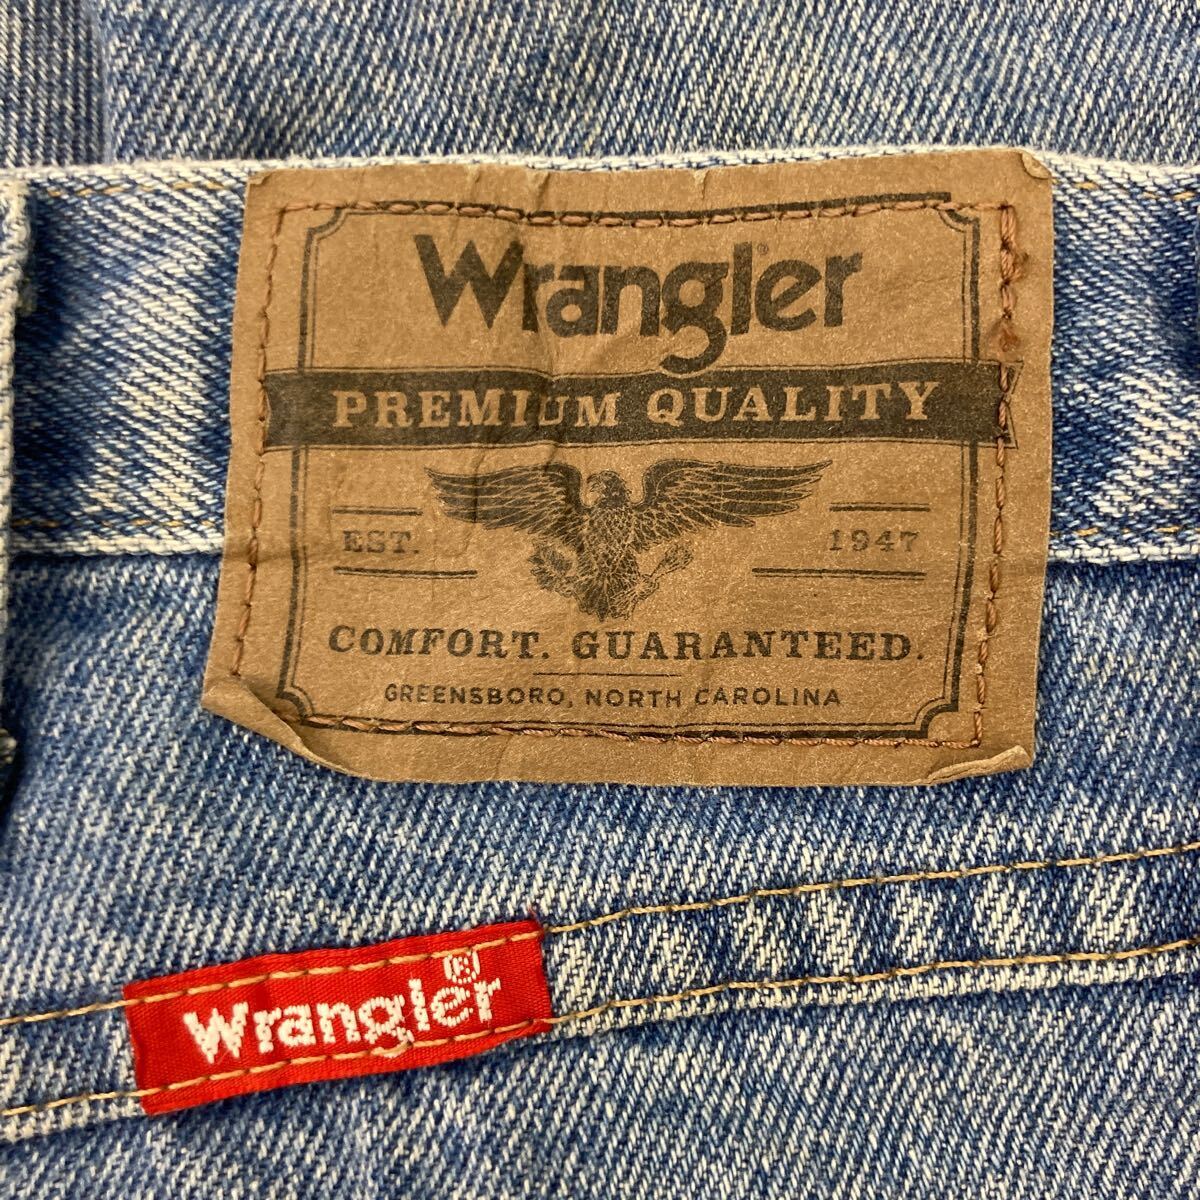 Wrangler®
PREMIUM QUALITY
EST. 1947
COMFORT. GUARANTEED.
GREENSBORO, NORTH CAROLINA
Wrangler®